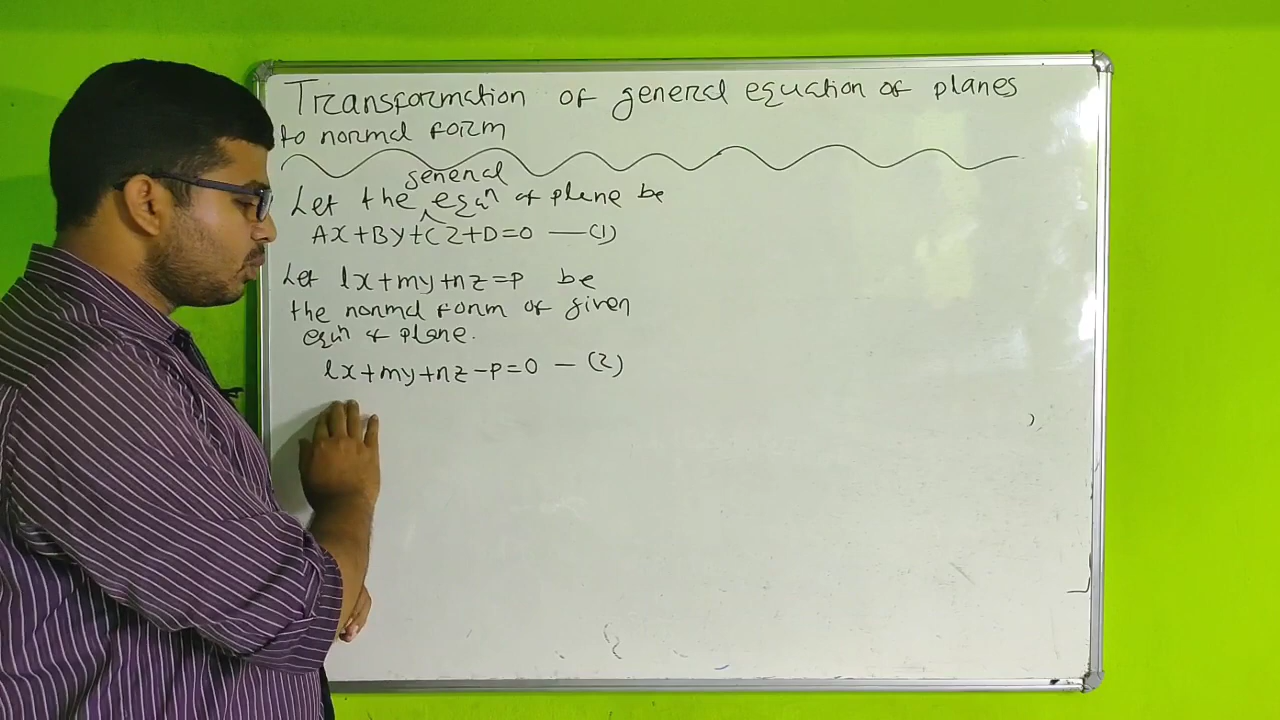 Transformation of general equation of planes
to normal form
general
Let the eqⁿ of plane be
Ax+By+Cz+D=0 —(1)
Let lx+my+nz=p be
the normal form of given
eqⁿ of plane.
lx+my+nz-p=0 — (2)